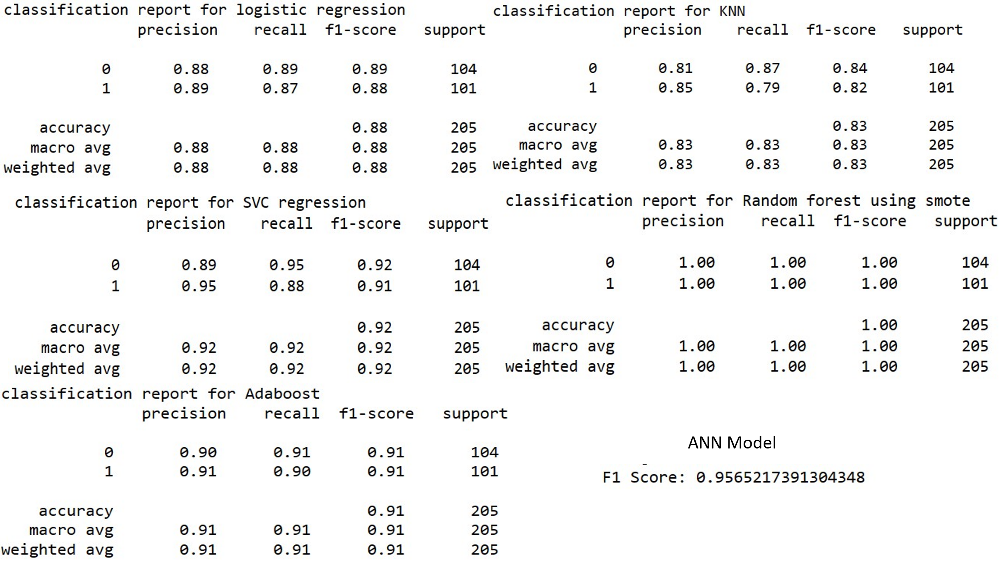 classification report for logistic regression
precision recall f1-score support
0 0.88 0.89 0.89 104
1 0.89 0.87 0.88 101
accuracy 0.88 205
macro avg 0.88 0.88 0.88 205
weighted avg 0.88 0.88 0.88 205
classification report for KNN
precision recall f1-score support
0 0.81 0.87 0.84 104
1 0.85 0.79 0.82 101
accuracy 0.83 205
macro avg 0.83 0.83 0.83 205
weighted avg 0.83 0.83 0.83 205
classification report for SVC regression
precision recall f1-score support
0 0.89 0.95 0.92 104
1 0.95 0.88 0.91 101
accuracy 0.92 205
macro avg 0.92 0.92 0.92 205
weighted avg 0.92 0.92 0.92 205
classification report for Random forest using smote
precision recall f1-score support
0 1.00 1.00 1.00 104
1 1.00 1.00 1.00 101
accuracy 1.00 205
macro avg 1.00 1.00 1.00 205
weighted avg 1.00 1.00 1.00 205
classification report for Adaboost
precision recall f1-score support
0 0.90 0.91 0.91 104
1 0.91 0.90 0.91 101
accuracy 0.91 205
macro avg 0.91 0.91 0.91 205
weighted avg 0.91 0.91 0.91 205
ANN Model
F1 Score: 0.9565217391304348